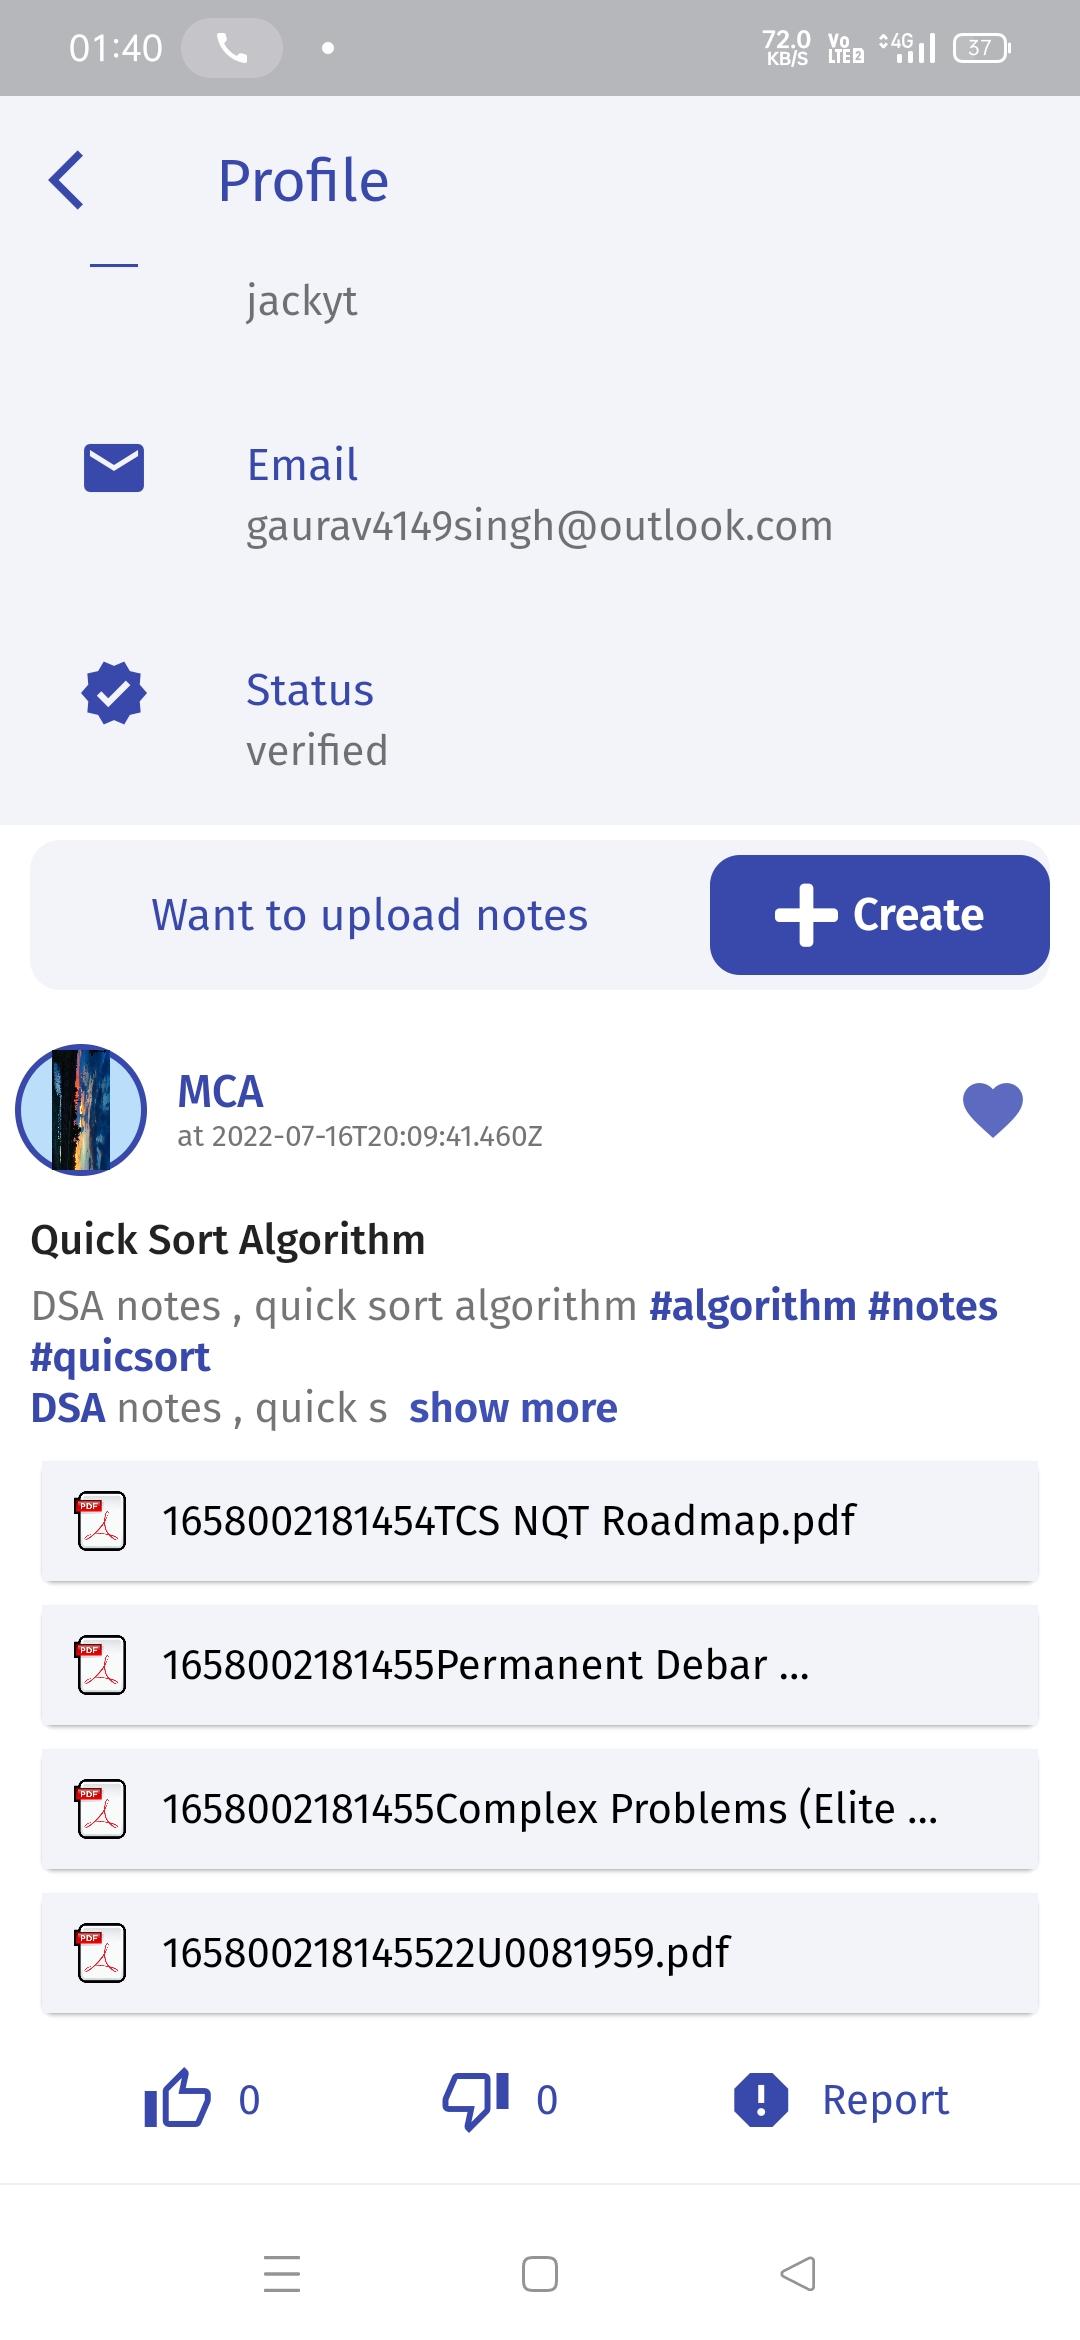 01:40
72.0
KB/S
Vo
LTE 2
4G
37
Profile
jackyt
Email
gaurav4149singh@outlook.com
Status
verified
Want to upload notes
Create
MCA
at 2022-07-16T20:09:41.460Z
Quick Sort Algorithm
DSA notes , quick sort algorithm #algorithm #notes
#quicsort
DSA notes , quick s show more
PDF
1658002181454TCS NQT Roadmap.pdf
PDF
1658002181455Permanent Debar ...
PDF
1658002181455Complex Problems (Elite ...
PDF
165800218145522U0081959.pdf
0
0
Report